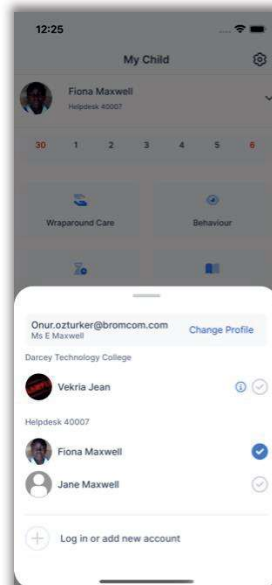 12:25
My Child
Fiona Maxwell
Helpdesk 40007
30 1 2 3 4 5 6
Wraparound Care
Behaviour
Onur.ozturker@bromcom.com
Ms E Maxwell
Change Profile
Darcey Technology College
Vekria Jean
Helpdesk 40007
Fiona Maxwell
Jane Maxwell
Log in or add new account